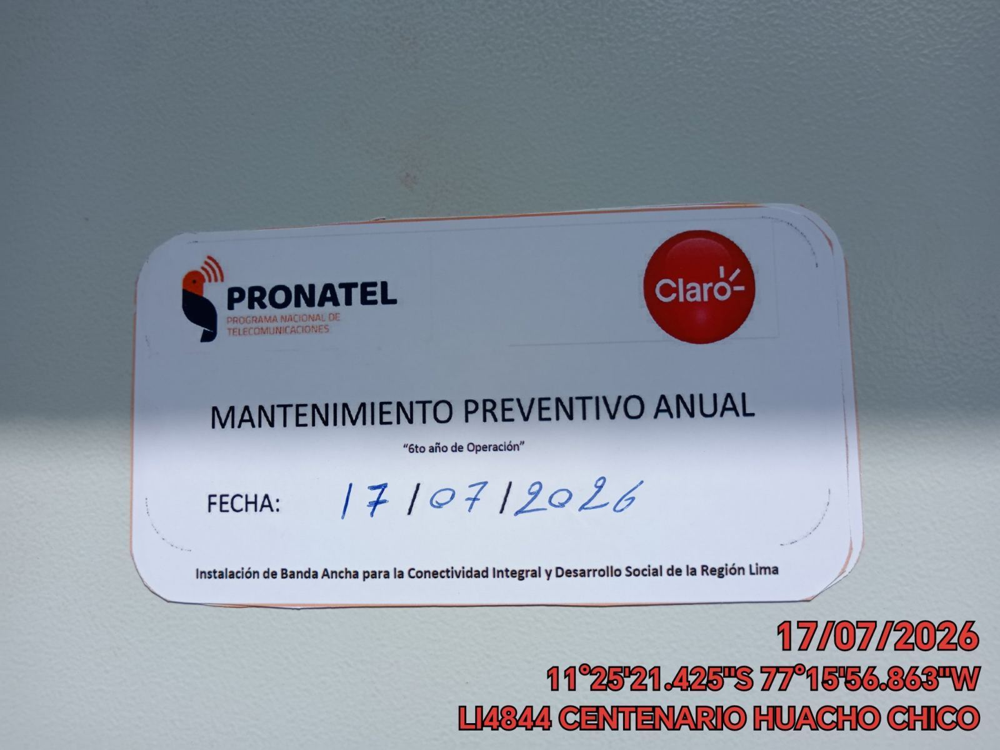 PRONATEL
PROGRAMA NACIONAL DE
TELECOMUNICACIONES
Claro
MANTENIMIENTO PREVENTIVO ANUAL
“6to año de Operación”
FECHA: 17/07/2026
Instalación de Banda Ancha para la Conectividad Integral y Desarrollo Social de la Región Lima
17/07/2026
11°25'21.425"S 77°15'56.863"W
LI4844 CENTENARIO HUACHO CHICO